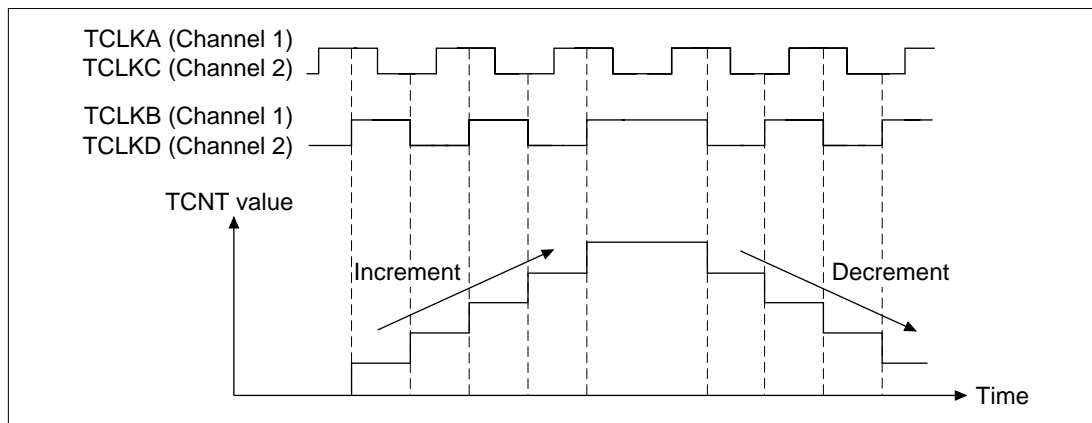 TCLKA (Channel 1)
TCLKC (Channel 2)
TCLKB (Channel 1)
TCLKD (Channel 2)
TCNT value
Increment
Decrement
Time